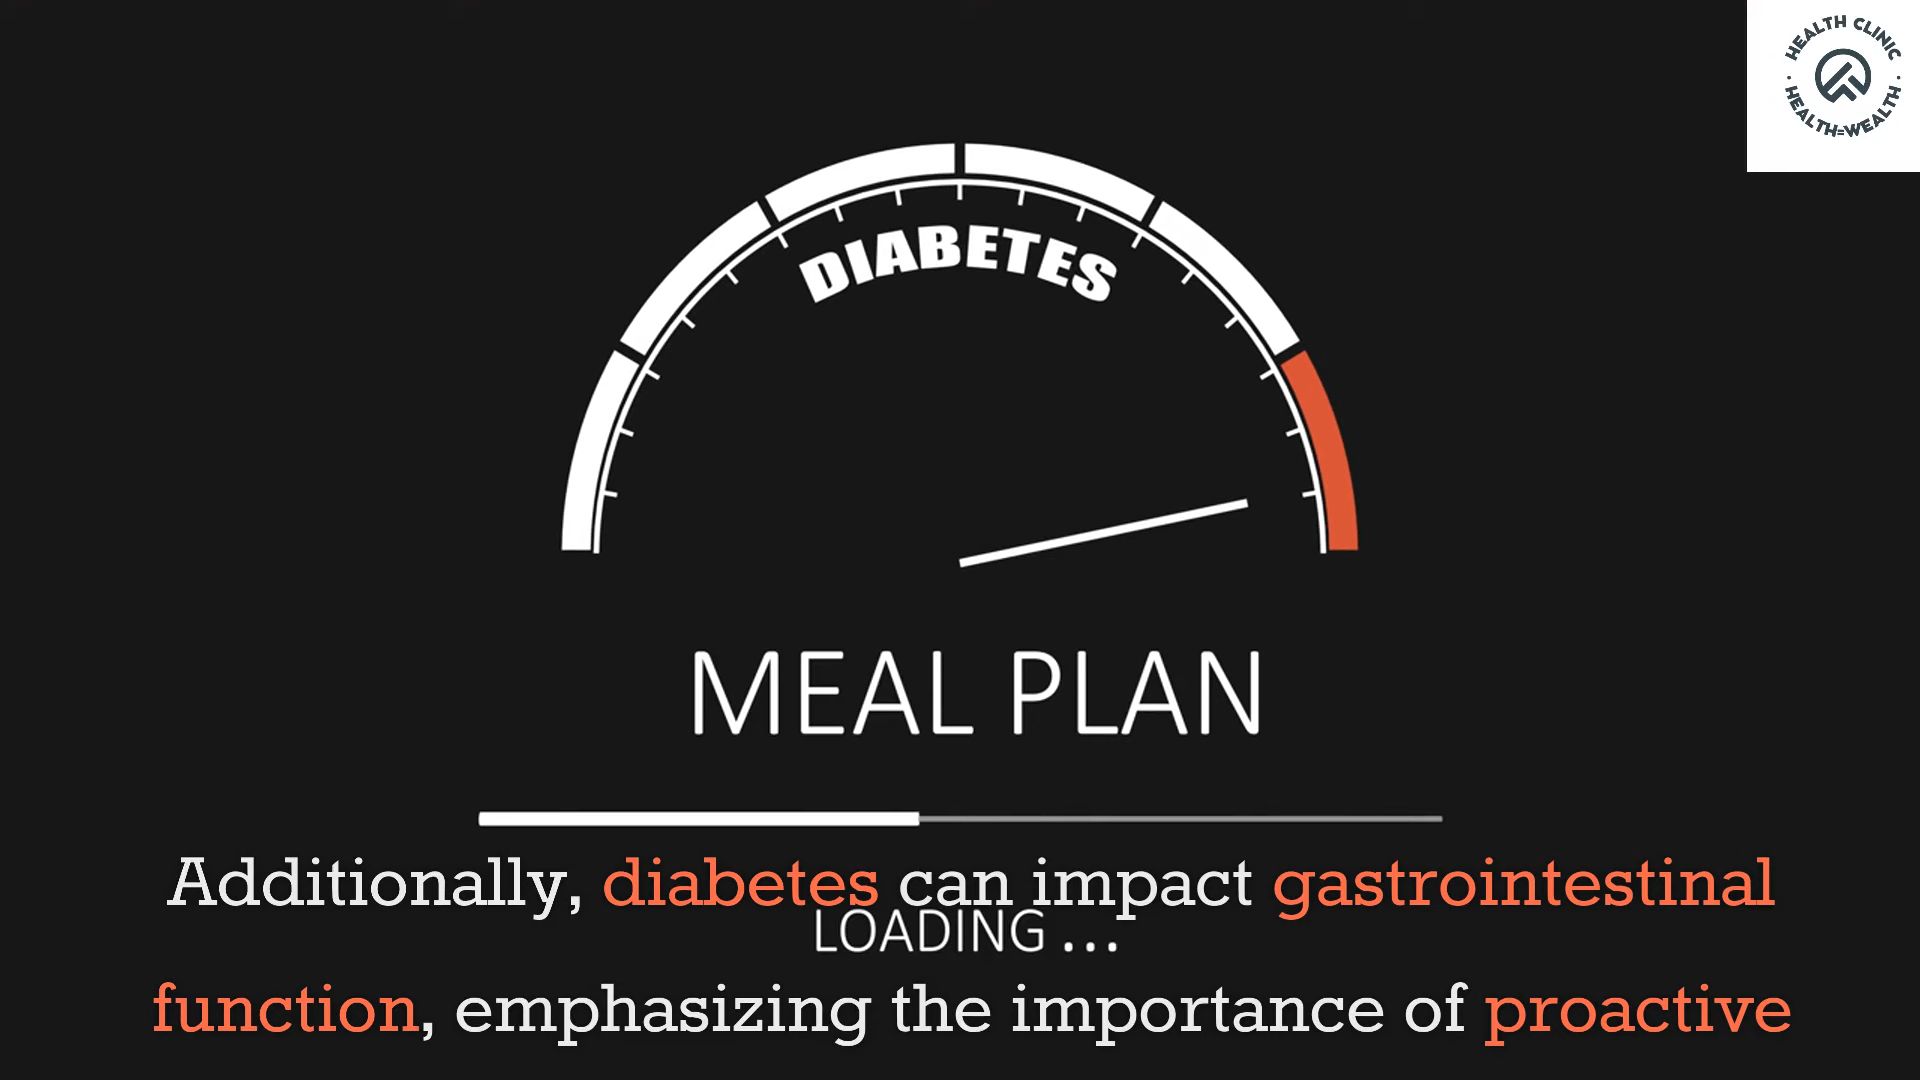 HEALTH CLINIC
· HEALTH=WEALTH ·
DIABETES
MEAL PLAN
Additionally, diabetes can impact gastrointestinal
LOADING ...
function, emphasizing the importance of proactive